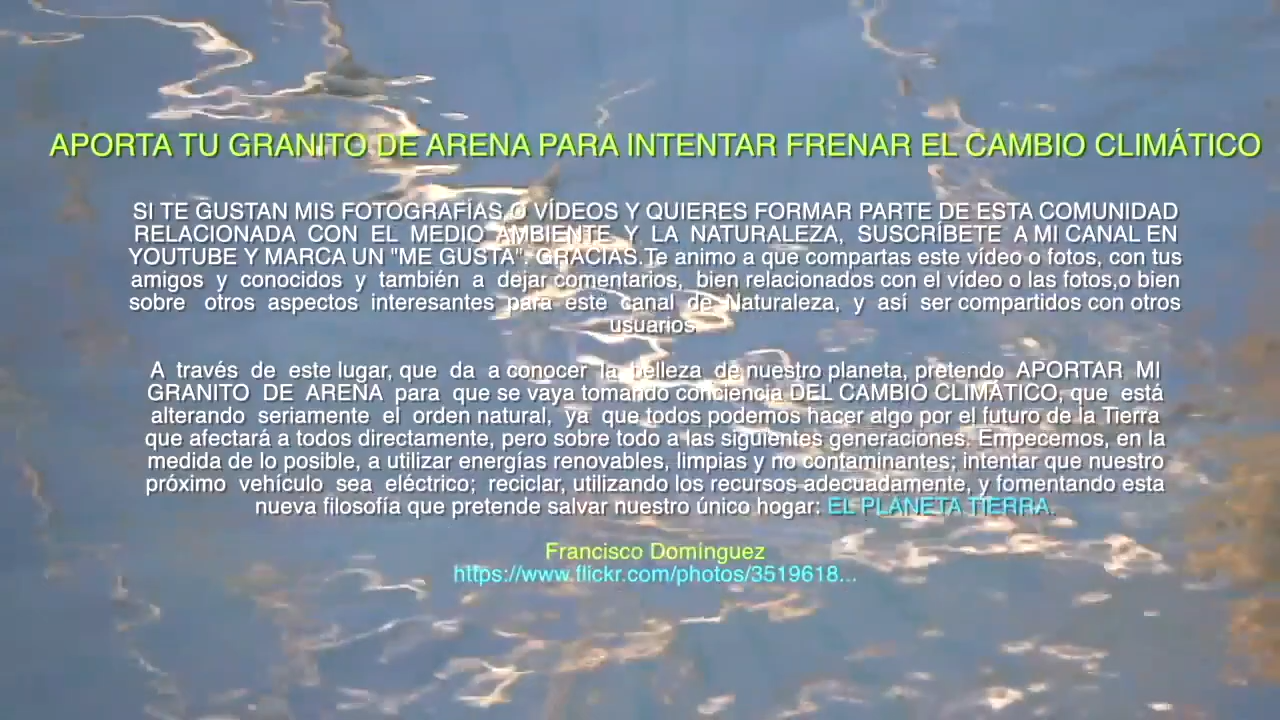 APORTA TU GRANITO DE ARENA PARA INTENTAR FRENAR EL CAMBIO CLIMÁTICO
SI TE GUSTAN MIS FOTOGRAFÍAS O VÍDEOS Y QUIERES FORMAR PARTE DE ESTA COMUNIDAD
RELACIONADA CON EL MEDIO AMBIENTE Y LA NATURALEZA, SUSCRÍBETE A MI CANAL EN
YOUTUBE Y MARCA UN "ME GUSTA". GRACIAS.Te animo a que compartas este vídeo o fotos, con tus
amigos y conocidos y también a dejar comentarios, bien relacionados con el vídeo o las fotos,o bien
sobre otros aspectos interesantes para este canal de Naturaleza, y así ser compartidos con otros
usuarios.
A través de este lugar, que da a conocer la belleza de nuestro planeta, pretendo APORTAR MI
GRANITO DE ARENA para que se vaya tomando conciencia DEL CAMBIO CLIMÁTICO, que está
alterando seriamente el orden natural, ya que todos podemos hacer algo por el futuro de la Tierra
que afectará a todos directamente, pero sobre todo a las siguientes generaciones. Empecemos, en la
medida de lo posible, a utilizar energías renovables, limpias y no contaminantes; intentar que nuestro
próximo vehículo sea eléctrico; reciclar, utilizando los recursos adecuadamente, y fomentando esta
nueva filosofía que pretende salvar nuestro único hogar: EL PLANETA TIERRA.
Francisco Domínguez
https://www.flickr.com/photos/3519618...